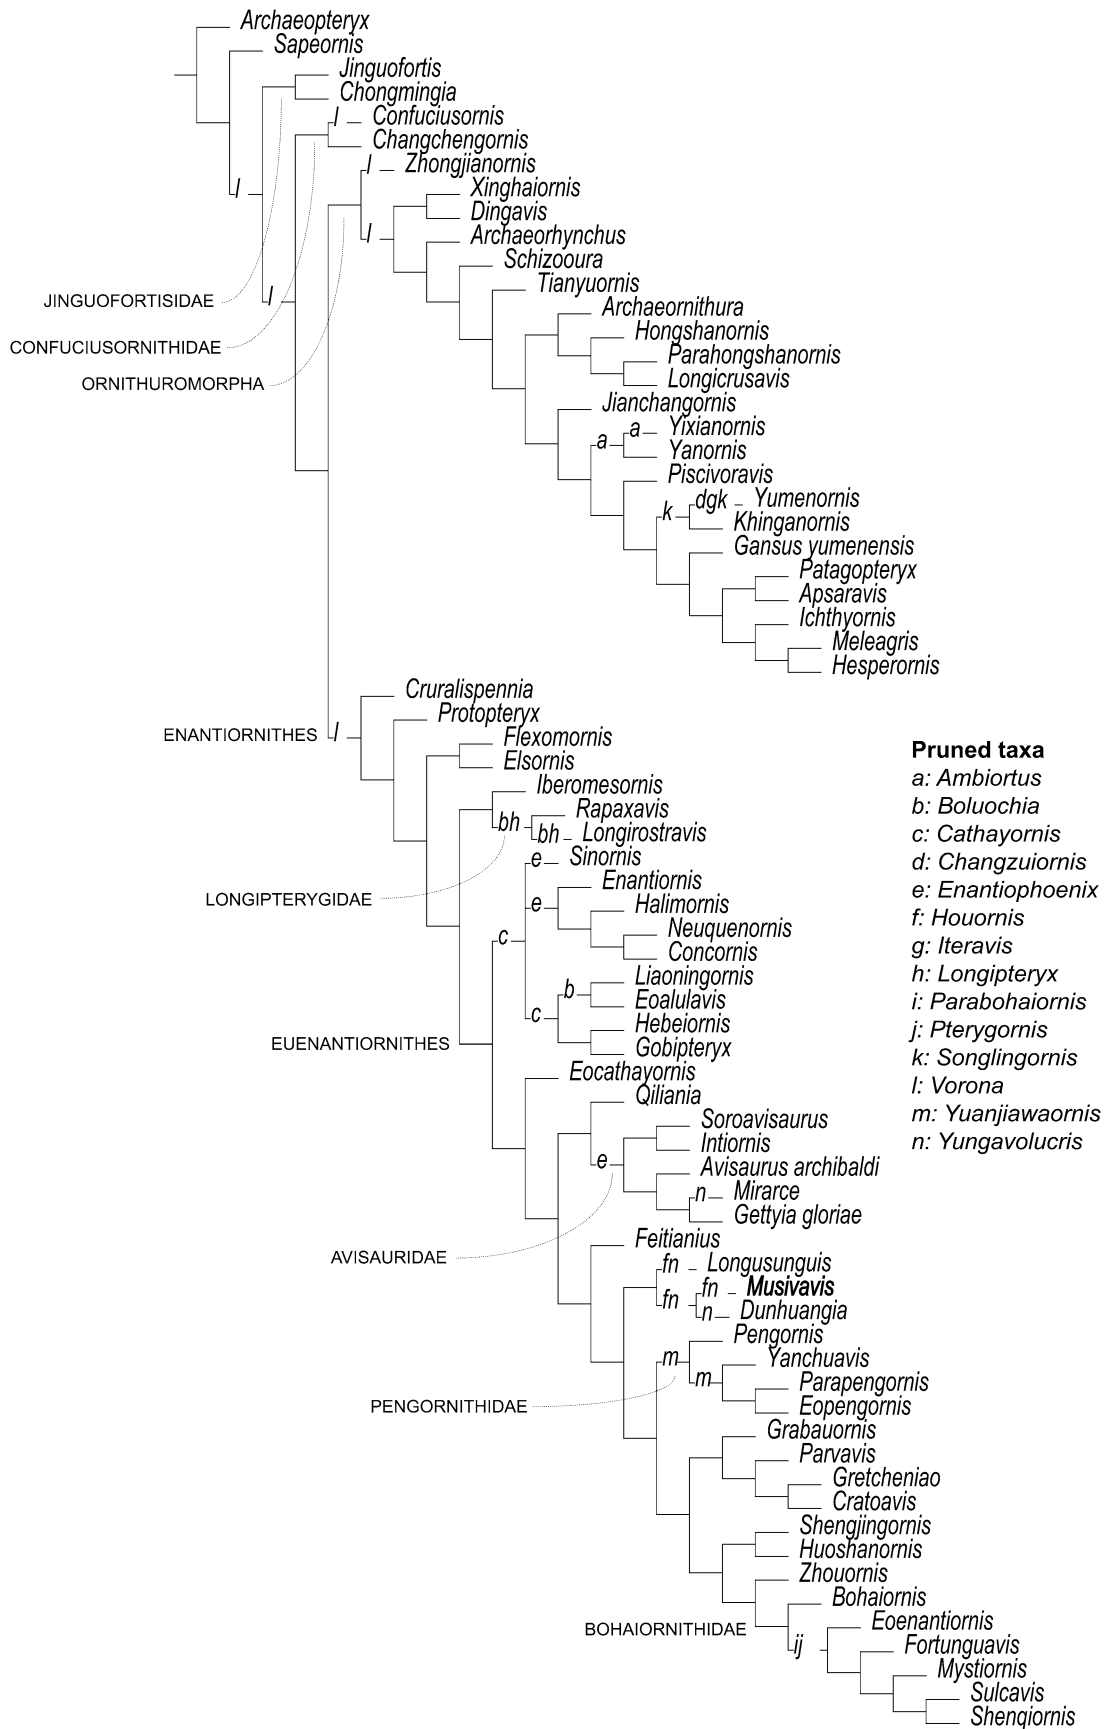 Archaeopteryx
Sapeornis
Jinguofortis
Chongmingia
l Confuciusornis
Changchengornis
l Zhongjianornis
Xinghaiornis
l
Dingavis
l
Archaeorhynchus
Schizooura
Tianyuornis
JINGUOFORTISIDAE
l
Archaeornithura
Hongshanornis
CONFUCIUSORNITHIDAE
Parahongshanornis
ORNITHUROMORPHA
Longicrusavis
Jianchangornis
a Yixianornis
a
Yanornis
Piscivoravis
dgk Yumenornis
k
Khinganornis
Gansus yumenensis
Patagopteryx
Apsaravis
Ichthyornis
Meleagris
Hesperornis
Cruralispennia
Protopteryx
ENANTIORNITHES l
Flexomornis
Elsornis
Iberomesornis
Rapaxavis
bh
bh Longirostravis
e Sinornis
Enantiornis
LONGIPTERYGIDAE
e
Halimornis
Neuquenornis
c
Concornis
Liaoningornis
b
Eoalulavis
c
Hebeiornis
EUENANTIORNITHES
Gobipteryx
Eocathayornis
Qiliania
Soroavisaurus
Intiornis
e
Avisaurus archibaldi
n Mirarce
Gettyia gloriae
Feitianius
AVISAURIDAE
fn Longusunguis
fn Musivavis
fn
n Dunhuangia
Pengornis
m
Yanchuavis
m
Parapengornis
PENGORNITHIDAE
Eopengornis
Grabauornis
Parvavis
Gretcheniao
Cratoavis
Shengjingornis
Huoshanornis
Zhouornis
Bohaiornis
Eoenantiornis
BOHAIORNITHIDAE
ij
Fortunguavis
Mystiornis
Sulcavis
Shenqiornis
Pruned taxa
a: Ambiortus
b: Boluochia
c: Cathayornis
d: Changzuiornis
e: Enantiophoenix
f: Houornis
g: Iteravis
h: Longipteryx
i: Parabohaiornis
j: Pterygornis
k: Songlingornis
l: Vorona
m: Yuanjiawaornis
n: Yungavolucris